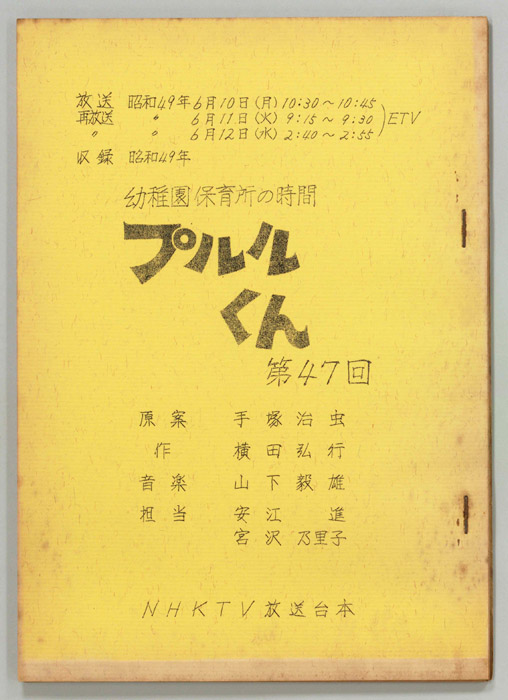 放送 昭和49年6月10日(月)10:30〜10:45
再放送 〃 6月11日(火)9:15〜9:30 ETV
〃 〃 6月12日(水)2:40〜2:55
収録 昭和49年
幼稚園保育所の時間
プルル
くん
第47回
原案 手塚治虫
作 横田弘行
音楽 山下毅雄
担当 安江進
宮沢乃里子
NHKTV放送台本